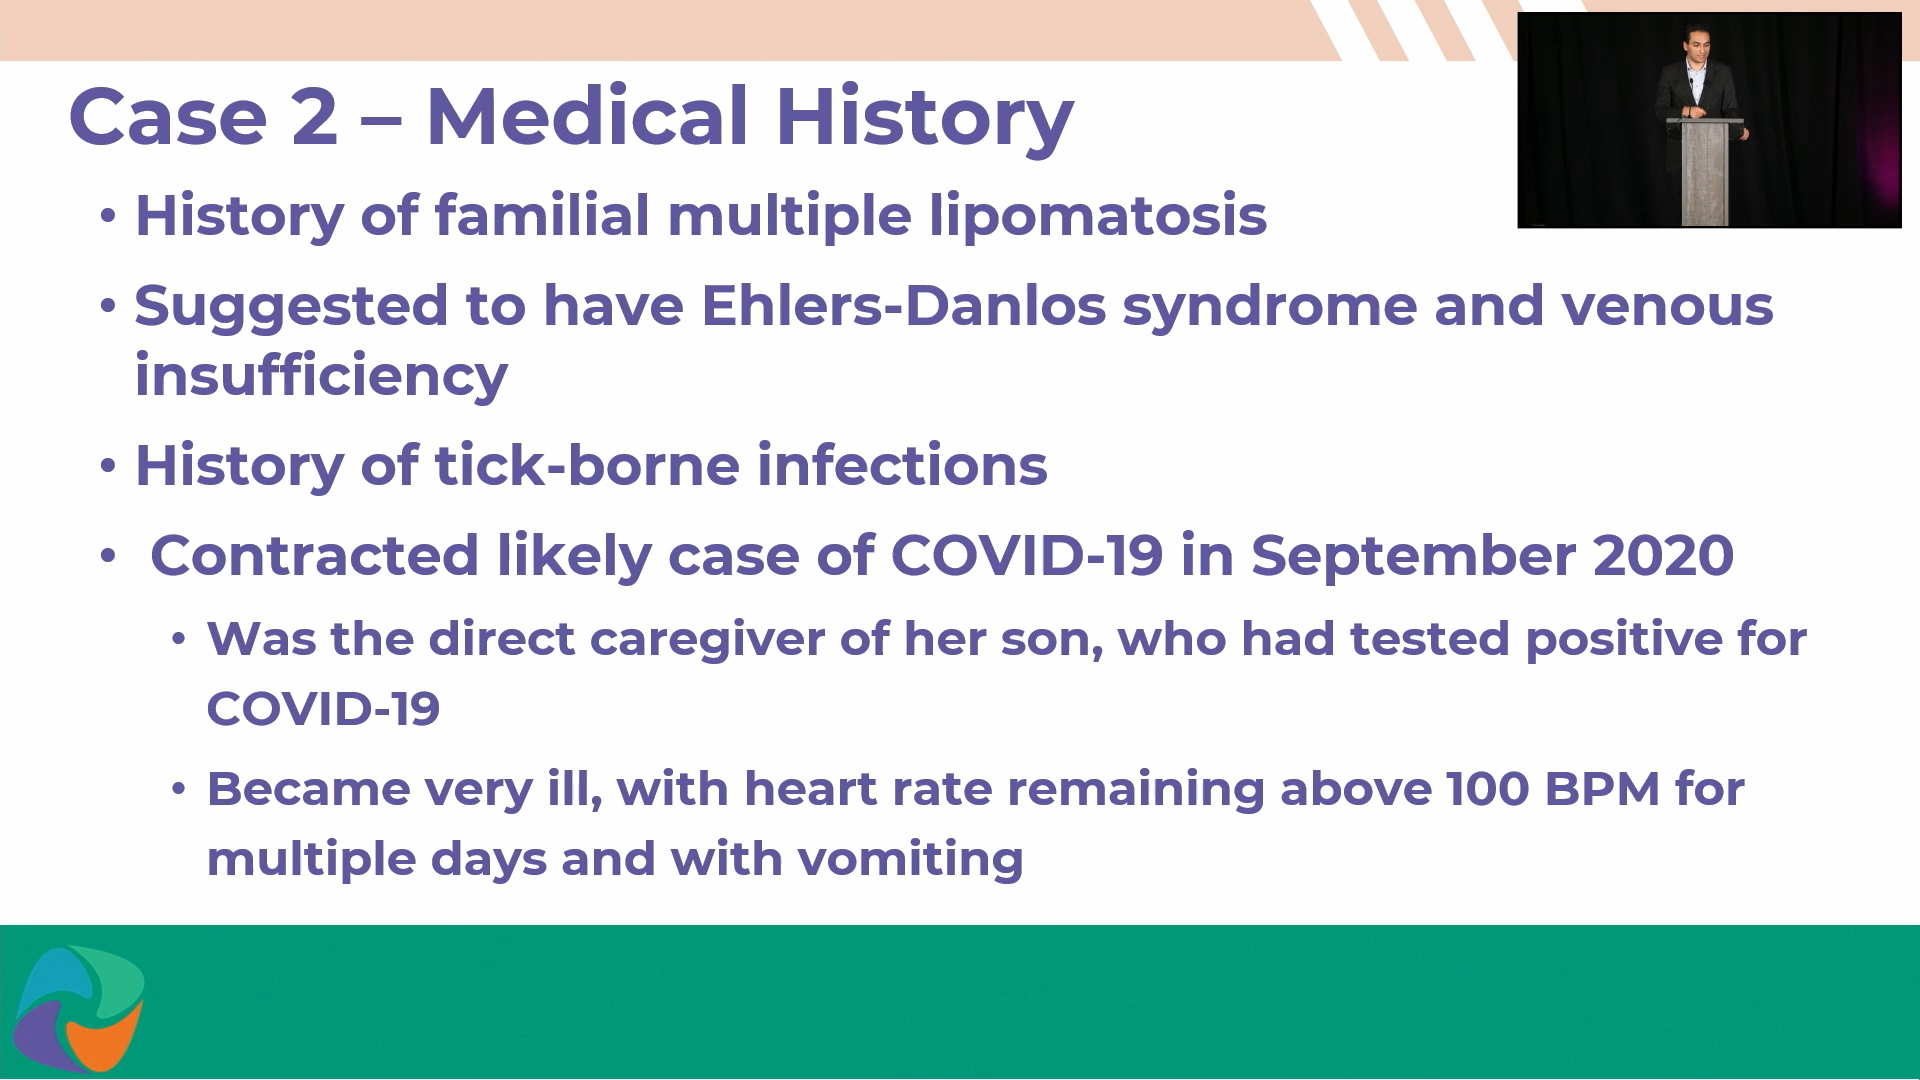 Case 2 – Medical History
• History of familial multiple lipomatosis
• Suggested to have Ehlers-Danlos syndrome and venous
insufficiency
• History of tick-borne infections
• Contracted likely case of COVID-19 in September 2020
• Was the direct caregiver of her son, who had tested positive for
COVID-19
• Became very ill, with heart rate remaining above 100 BPM for
multiple days and with vomiting